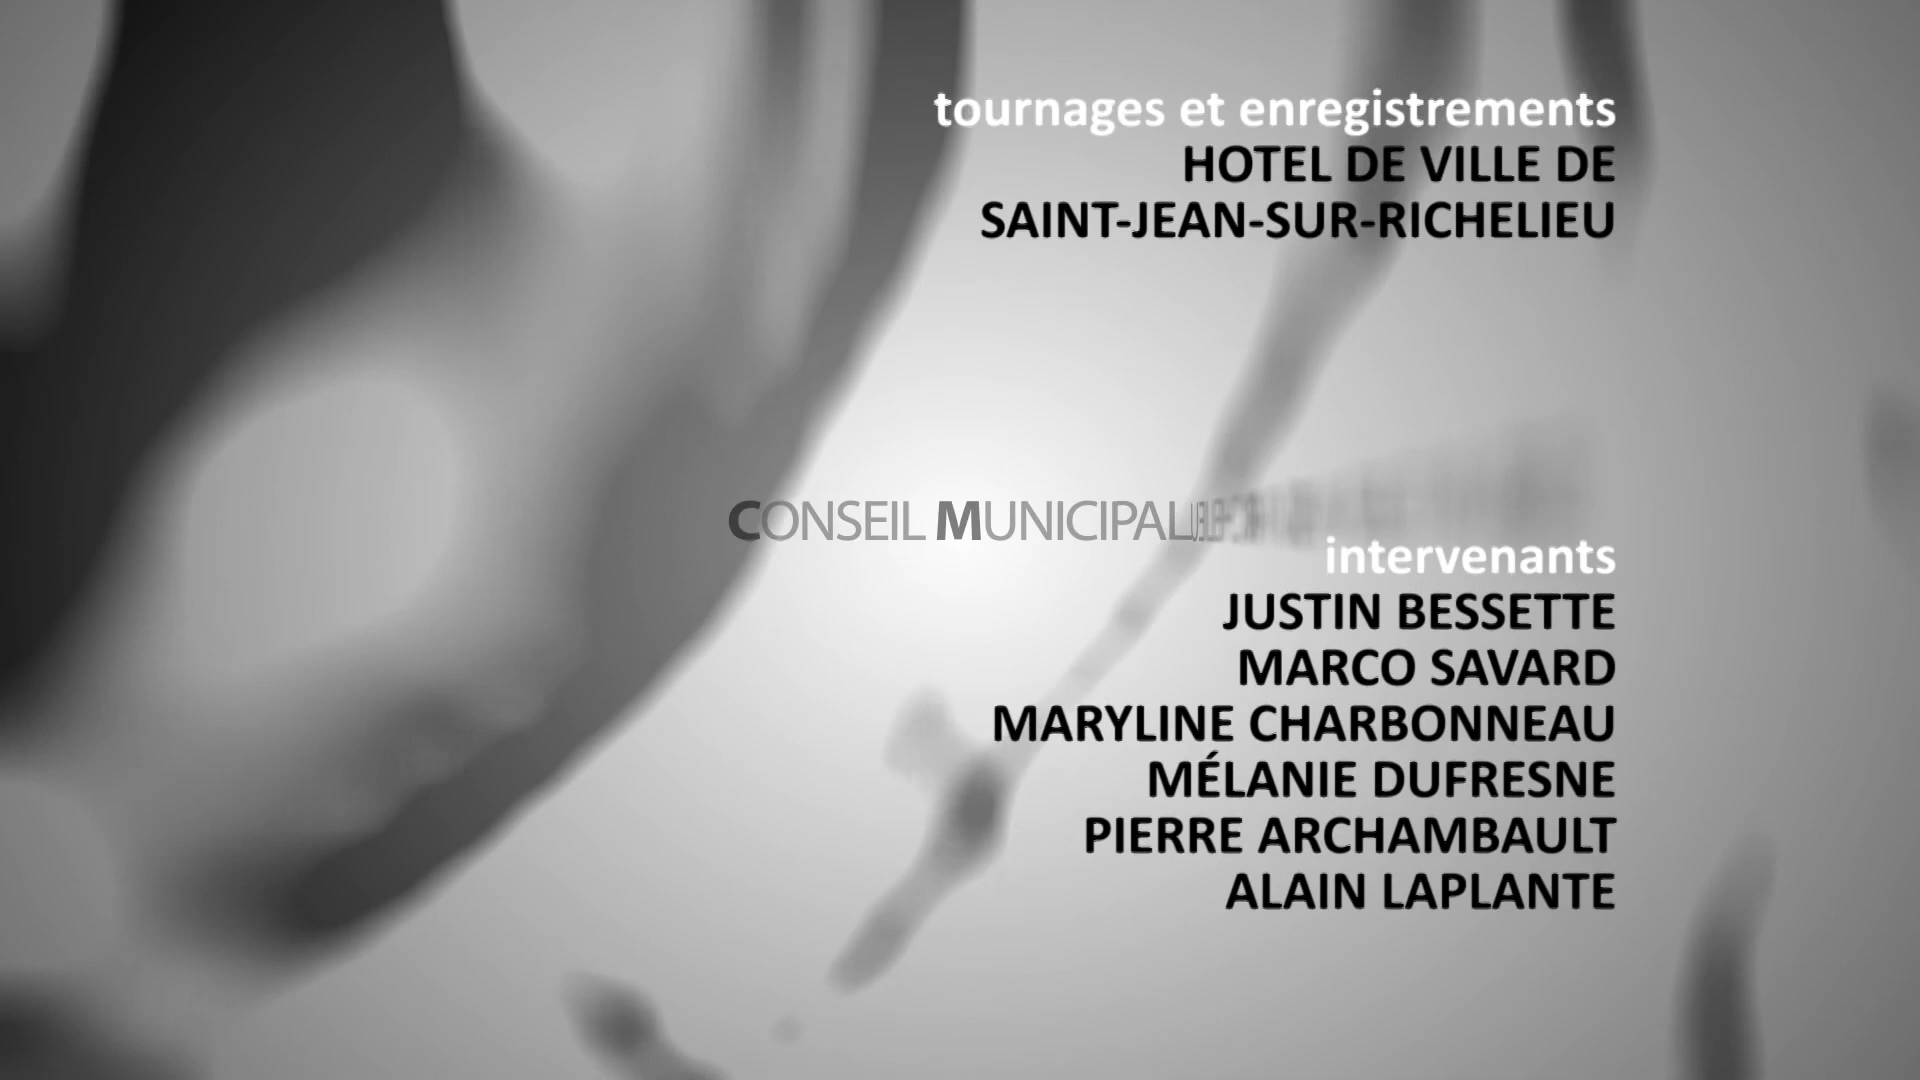 tournages et enregistrements
HOTEL DE VILLE DE
SAINT-JEAN-SUR-RICHELIEU
CONSEIL MUNICIPAL
intervenants
JUSTIN BESSETTE
MARCO SAVARD
MARYLINE CHARBONNEAU
MÉLANIE DUFRESNE
PIERRE ARCHAMBAULT
ALAIN LAPLANTE